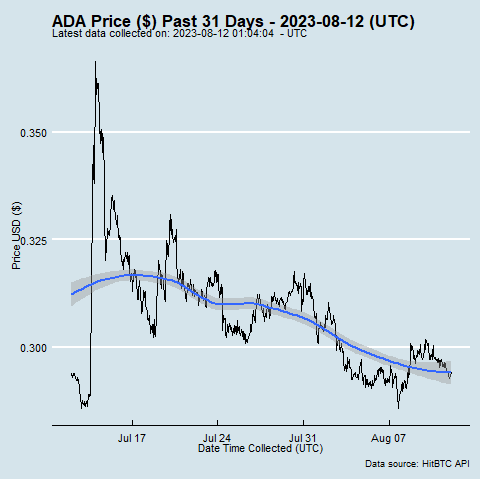 ADA Price ($) Past 31 Days - 2023-08-12 (UTC)
Latest data collected on: 2023-08-12 01:04:04 - UTC
0.350
0.325
0.300
Price USD ($)
Jul 17 Jul 24 Jul 31 Aug 07
Date Time Collected (UTC)
Data source: HitBTC API